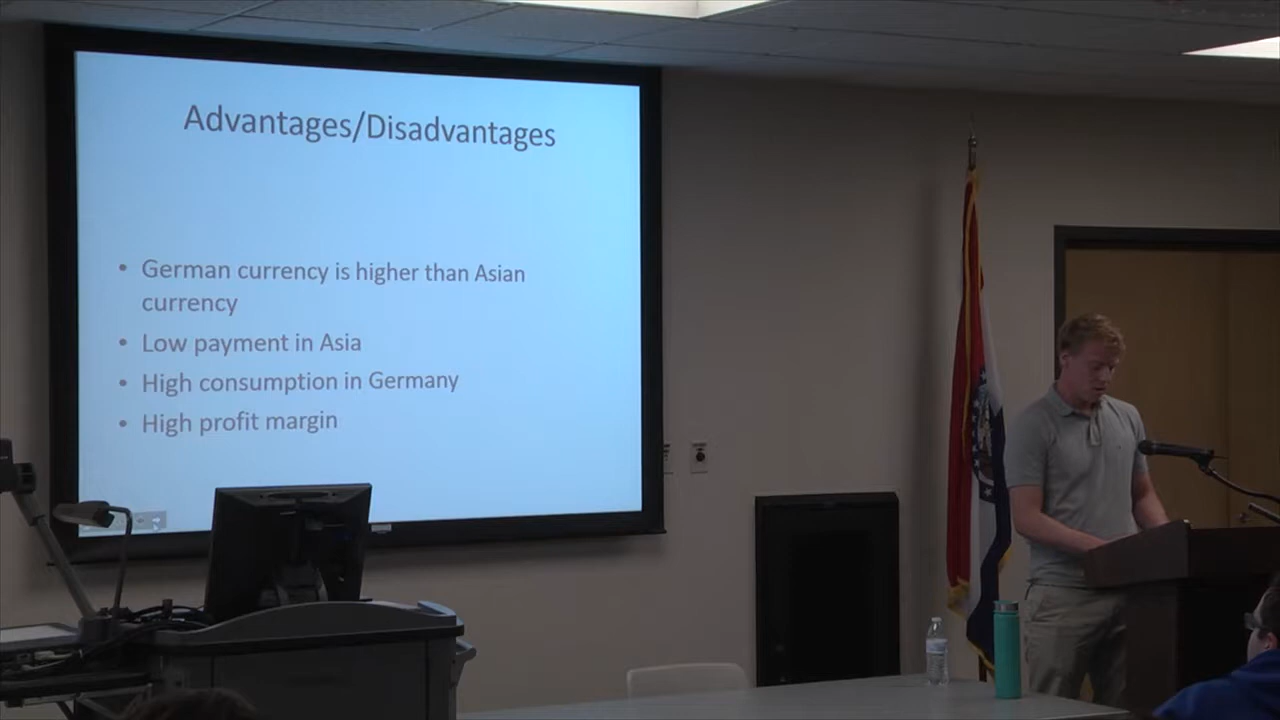 Advantages/Disadvantages
• German currency is higher than Asian
currency
• Low payment in Asia
• High consumption in Germany
• High profit margin